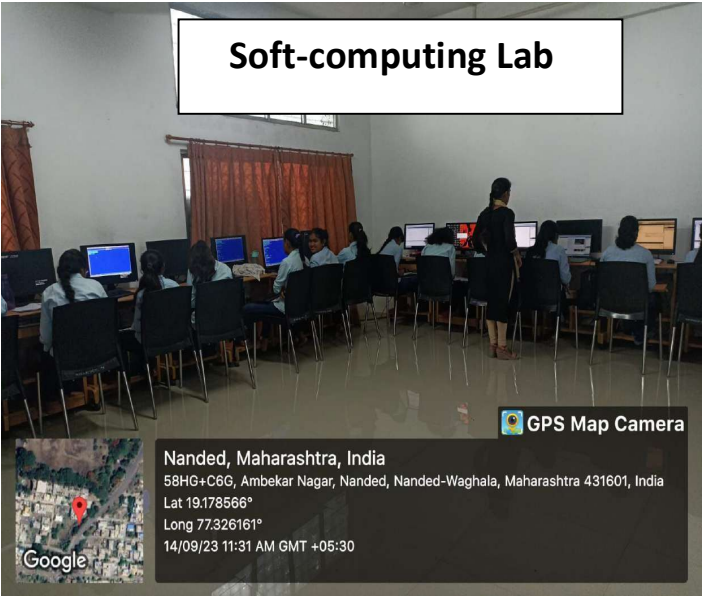 Soft-computing Lab
GPS Map Camera
Nanded, Maharashtra, India
58HG+C6G, Ambekar Nagar, Nanded, Nanded-Waghala, Maharashtra 431601, India
Lat 19.178566°
Long 77.326161°
14/09/23 11:31 AM GMT +05:30
Google